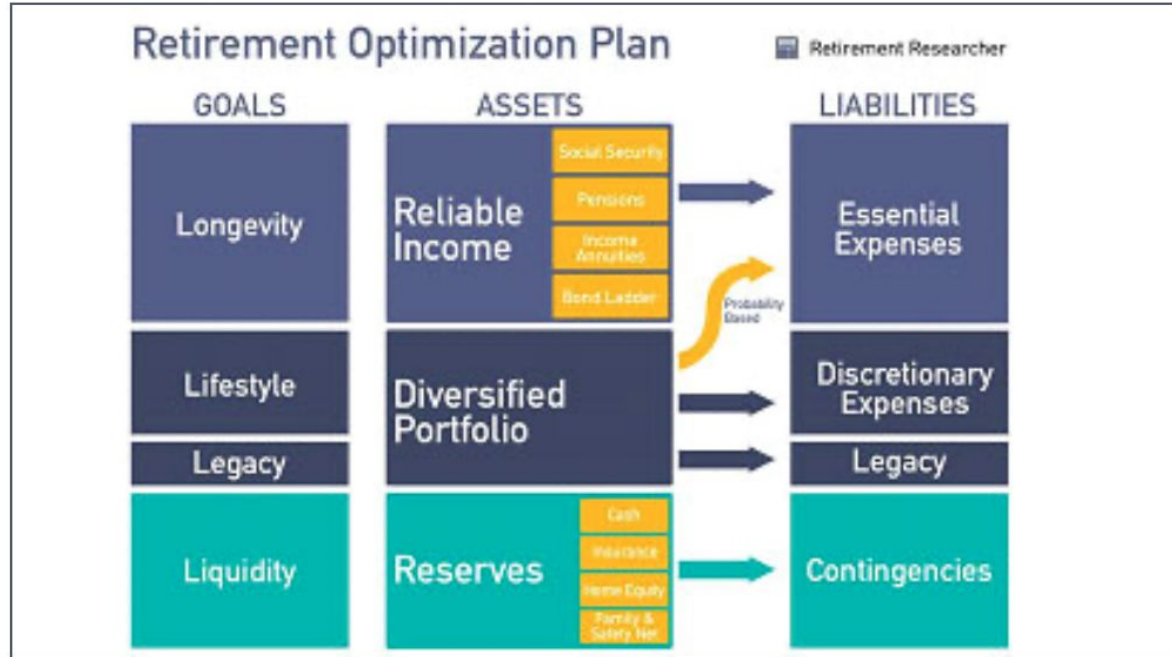 Retirement Optimization Plan
Retirement Researcher
GOALS
ASSETS
LIABILITIES
Longevity
Reliable
Income
Social Security
Pensions
Income
Annuities
Bond Ladder
Essential
Expenses
Probability
Based
Lifestyle
Diversified
Portfolio
Discretionary
Expenses
Legacy
Legacy
Liquidity
Reserves
Cash
Insurance
Home Equity
Family &
Safety Net
Contingencies